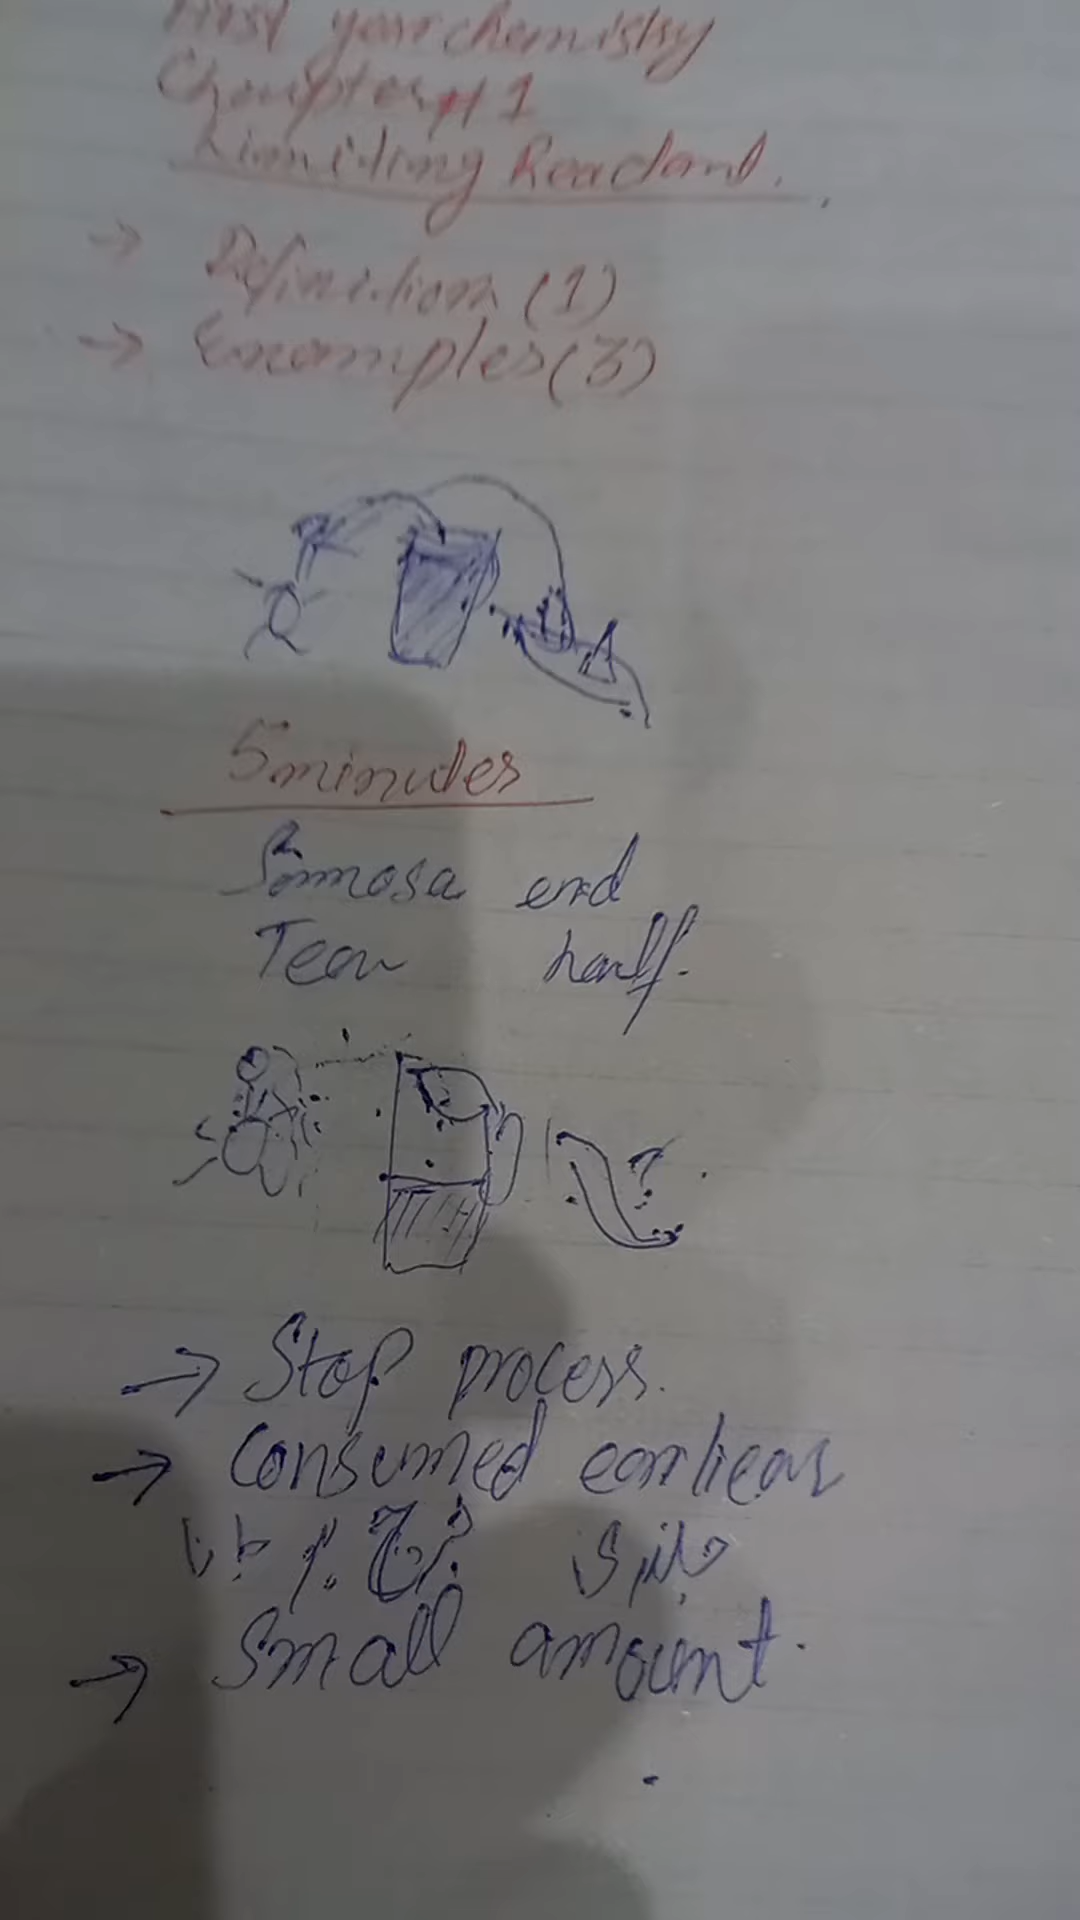 First year chemistry
Chapter # 1
Limiting Reactant.
→ Definition (1)
→ Examples (3)
5 minutes
Samosa end
Tea half.
→ Stop process.
→ Consumed earlier
→ Small amount.